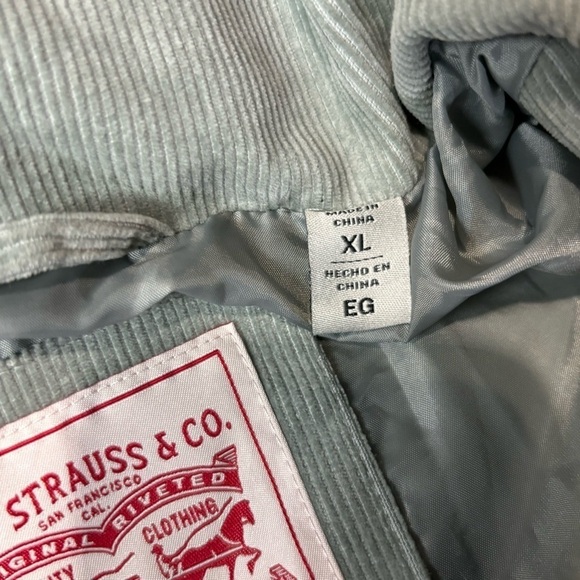 MADE IN
CHINA
XL
HECHO EN
CHINA
EG
STRAUSS & CO.
SAN FRANCISCO
CAL.
RIVETED
CLOTHING